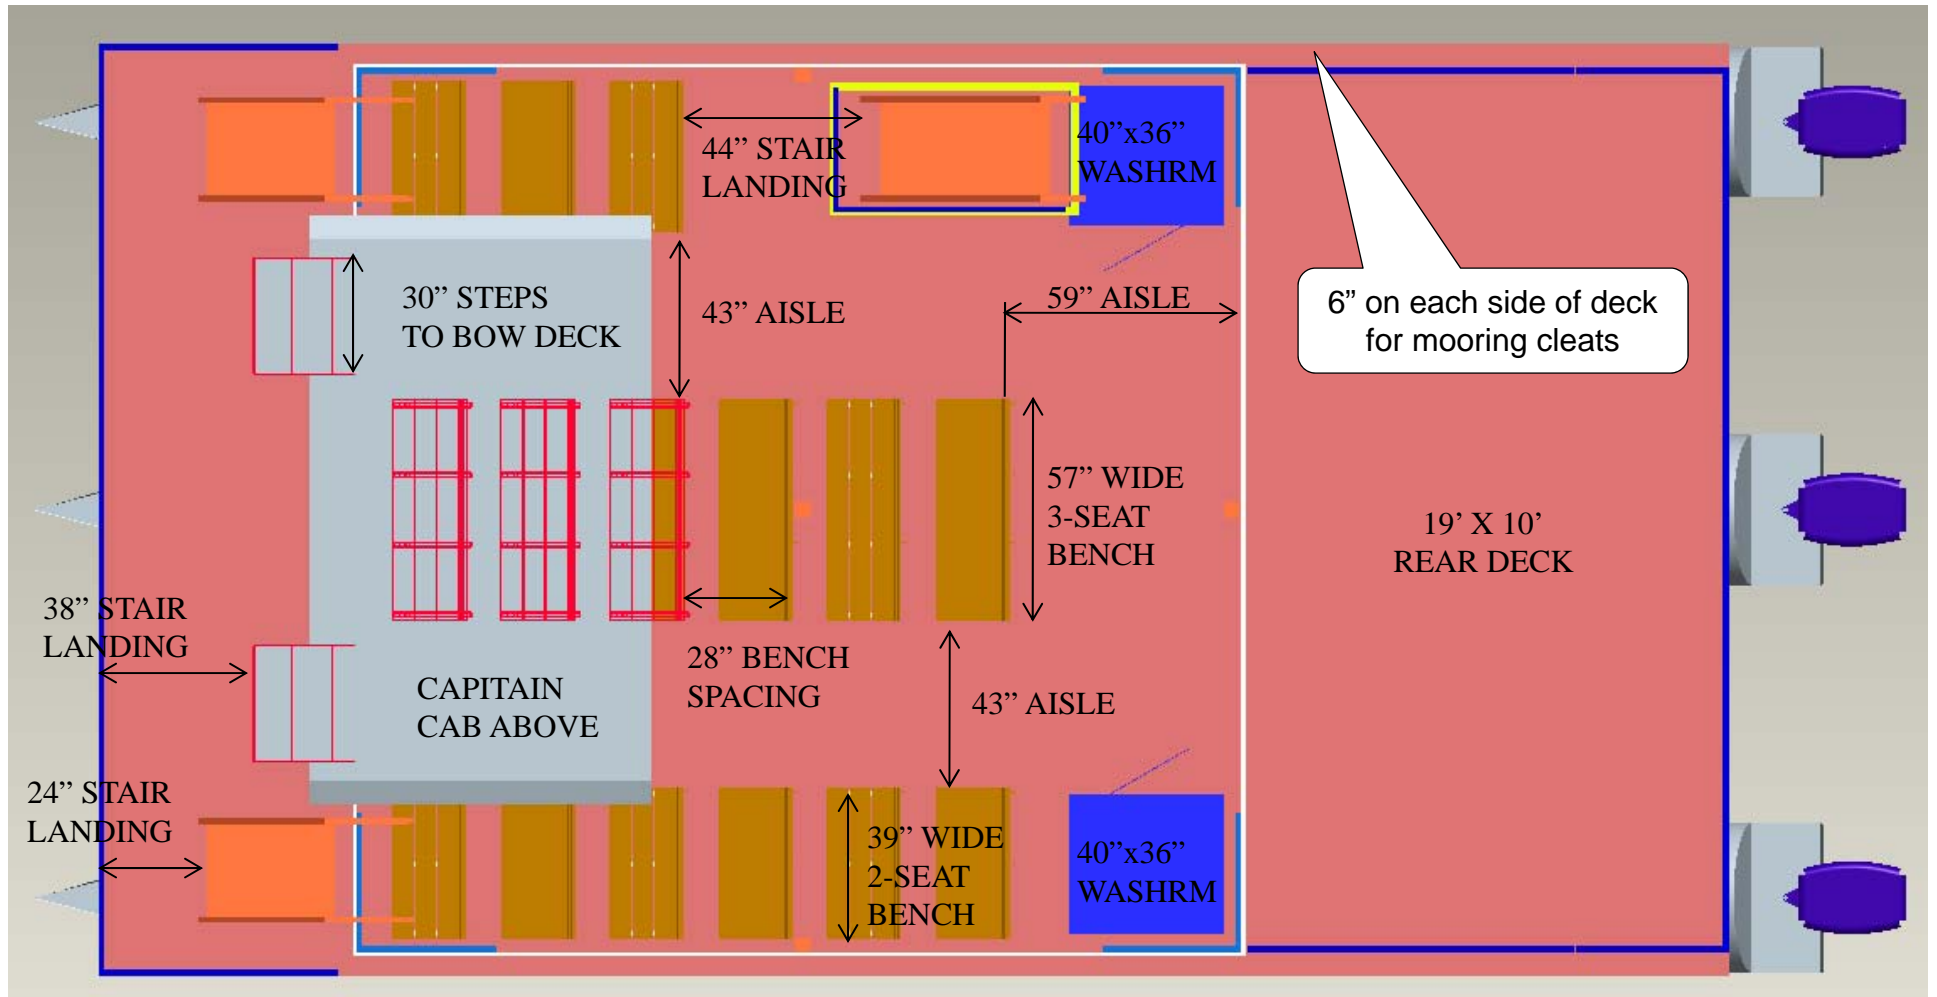 44” STAIR
LANDING
40”x36”
WASHRM
30” STEPS
TO BOW DECK
43” AISLE
59” AISLE
6” on each side of deck
for mooring cleats
57” WIDE
3-SEAT
BENCH
19’ X 10’
REAR DECK
38” STAIR
LANDING
28” BENCH
SPACING
CAPITAIN
CAB ABOVE
43” AISLE
24” STAIR
LANDING
39” WIDE
2-SEAT
BENCH
40”x36”
WASHRM